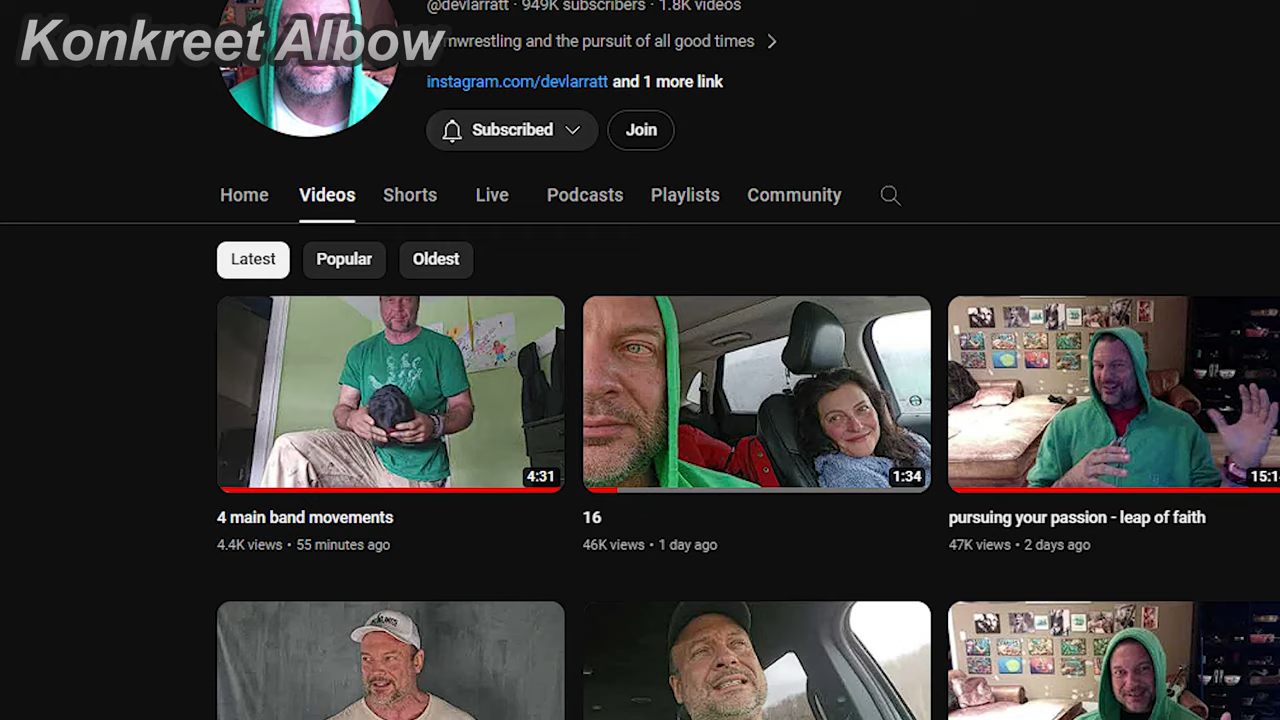 @devlarratt · 949K subscribers · 1.8K videos
Konkreet Albow
and the pursuit of all good times
instagram.com/devlarratt and 1 more link
Subscribed
Join
Home
Videos
Shorts
Live
Podcasts
Playlists
Community
Latest
Popular
Oldest
4:31
1:34
4 main band movements
16
pursuing your passion - leap of faith
4.4K views • 55 minutes ago
46K views • 1 day ago
47K views • 2 days ago